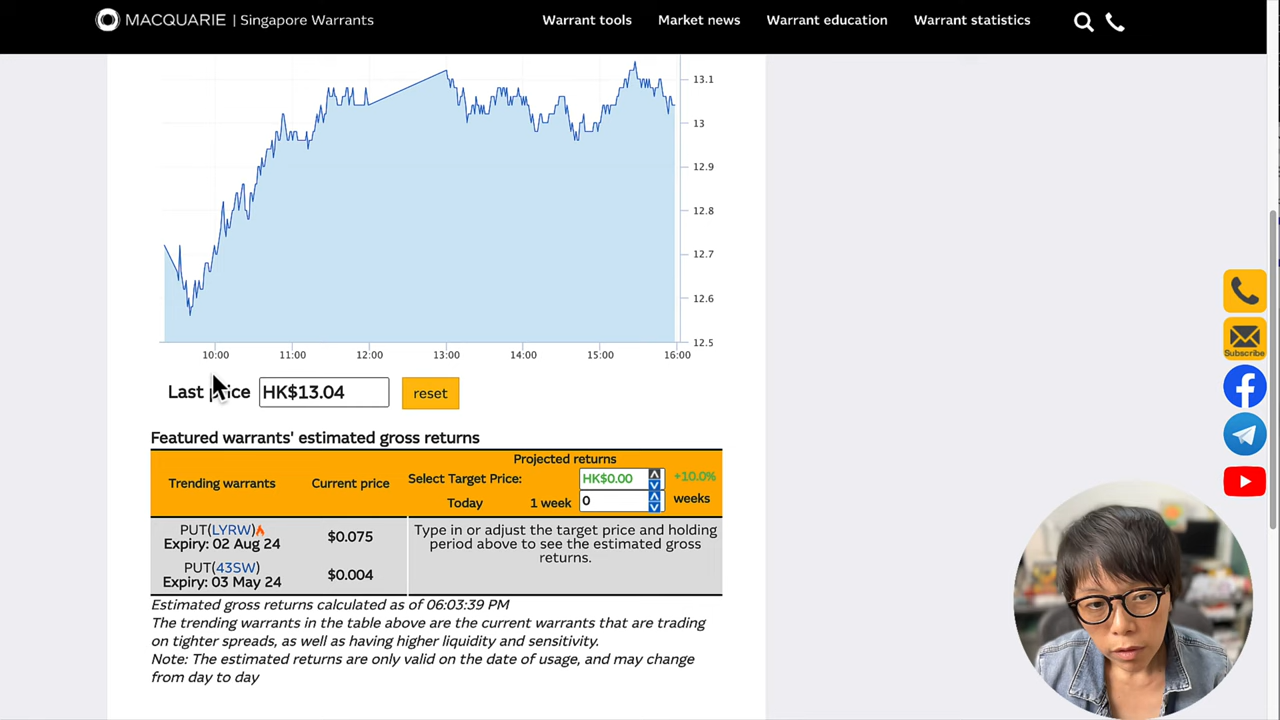 MACQUARIE | Singapore Warrants
Warrant tools
Market news
Warrant education
Warrant statistics
13.1
13
12.9
12.8
12.7
12.6
12.5
10:00 11:00 12:00 13:00 14:00 15:00 16:00
Last price HK$13.04 reset
Featured warrants' estimated gross returns
Projected returns
Trending warrants
Current price
Select Target Price: HK$0.00 +10.0%
Today 1 week 0 weeks
PUT(LYRW)
Expiry: 02 Aug 24
$0.075
PUT(43SW)
Expiry: 03 May 24
$0.004
Type in or adjust the target price and holding
period above to see the estimated gross
returns.
Estimated gross returns calculated as of 06:03:39 PM
The trending warrants in the table above are the current warrants that are trading
on tighter spreads, as well as having higher liquidity and sensitivity.
Note: The estimated returns are only valid on the date of usage, and may change
from day to day
Subscribe